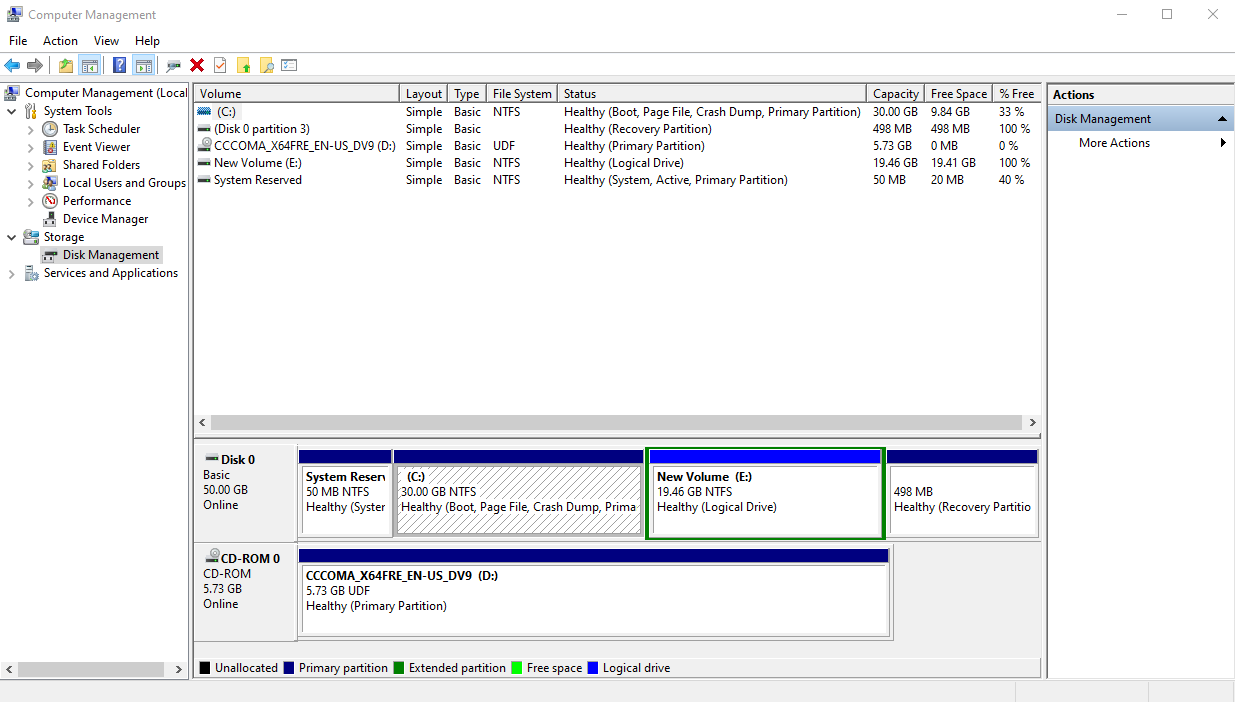 Computer Management
File Action View Help
Computer Management (Local
System Tools
Task Scheduler
Event Viewer
Shared Folders
Local Users and Groups
Performance
Device Manager
Storage
Disk Management
Services and Applications
Volume Layout Type File System Status Capacity Free Space % Free
(C:) Simple Basic NTFS Healthy (Boot, Page File, Crash Dump, Primary Partition) 30.00 GB 9.84 GB 33 %
(Disk 0 partition 3) Simple Basic Healthy (Recovery Partition) 498 MB 498 MB 100 %
CCCOMA_X64FRE_EN-US_DV9 (D:) Simple Basic UDF Healthy (Primary Partition) 5.73 GB 0 MB 0 %
New Volume (E:) Simple Basic NTFS Healthy (Logical Drive) 19.46 GB 19.41 GB 100 %
System Reserved Simple Basic NTFS Healthy (System, Active, Primary Partition) 50 MB 20 MB 40 %
Actions
Disk Management
More Actions
Disk 0
Basic
50.00 GB
Online
System Reserv
50 MB NTFS
Healthy (Syster
(C:)
30.00 GB NTFS
Healthy (Boot, Page File, Crash Dump, Prima
New Volume (E:)
19.46 GB NTFS
Healthy (Logical Drive)
498 MB
Healthy (Recovery Partitio
CD-ROM 0
CD-ROM
5.73 GB
Online
CCCOMA_X64FRE_EN-US_DV9 (D:)
5.73 GB UDF
Healthy (Primary Partition)
Unallocated Primary partition Extended partition Free space Logical drive